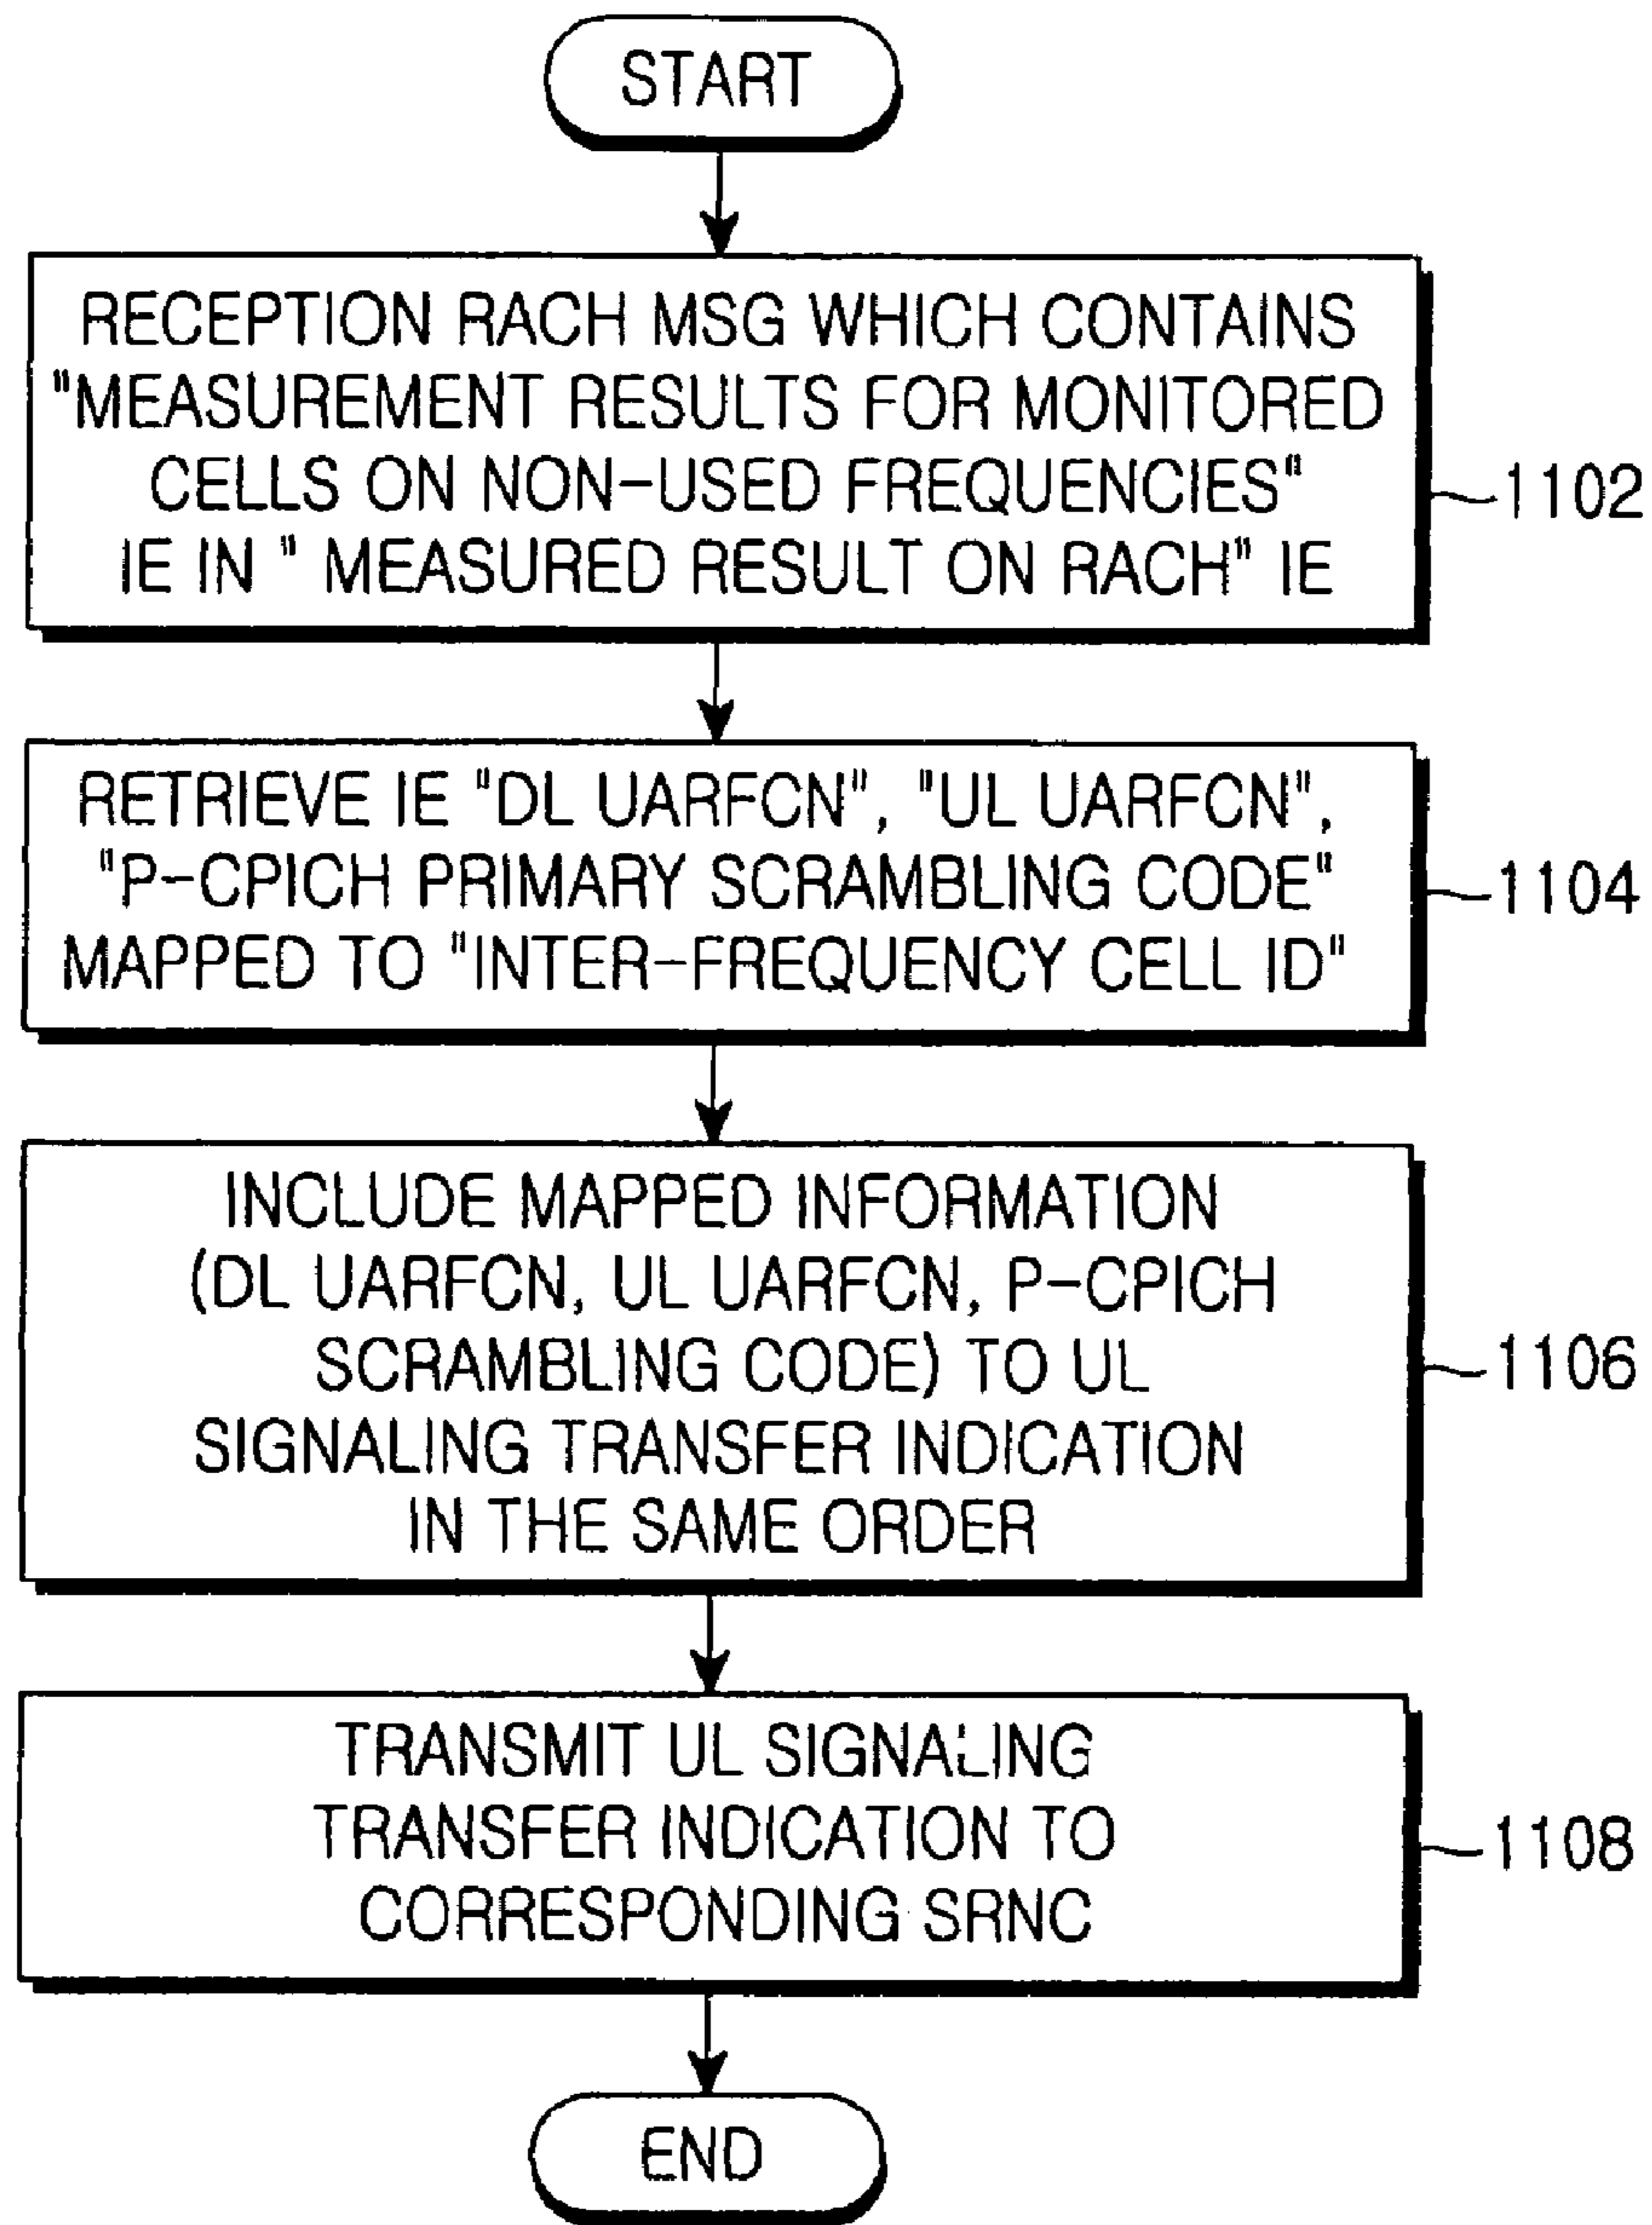 START
RECEPTION RACH MSG WHICH CONTAINS
"MEASUREMENT RESULTS FOR MONITORED
CELLS ON NON-USED FREQUENCIES"
IE IN " MEASURED RESULT ON RACH" IE
1102
RETRIEVE IE "DL UARFCN", "UL UARFCN",
"P-CPICH PRIMARY SCRAMBLING CODE"
MAPPED TO "INTER-FREQUENCY CELL ID"
1104
INCLUDE MAPPED INFORMATION
(DL UARFCN, UL UARFCN, P-CPICH
SCRAMBLING CODE) TO UL
SIGNALING TRANSFER INDICATION
IN THE SAME ORDER
1106
TRANSMIT UL SIGNALING
TRANSFER INDICATION TO
CORRESPONDING SRNC
1108
END